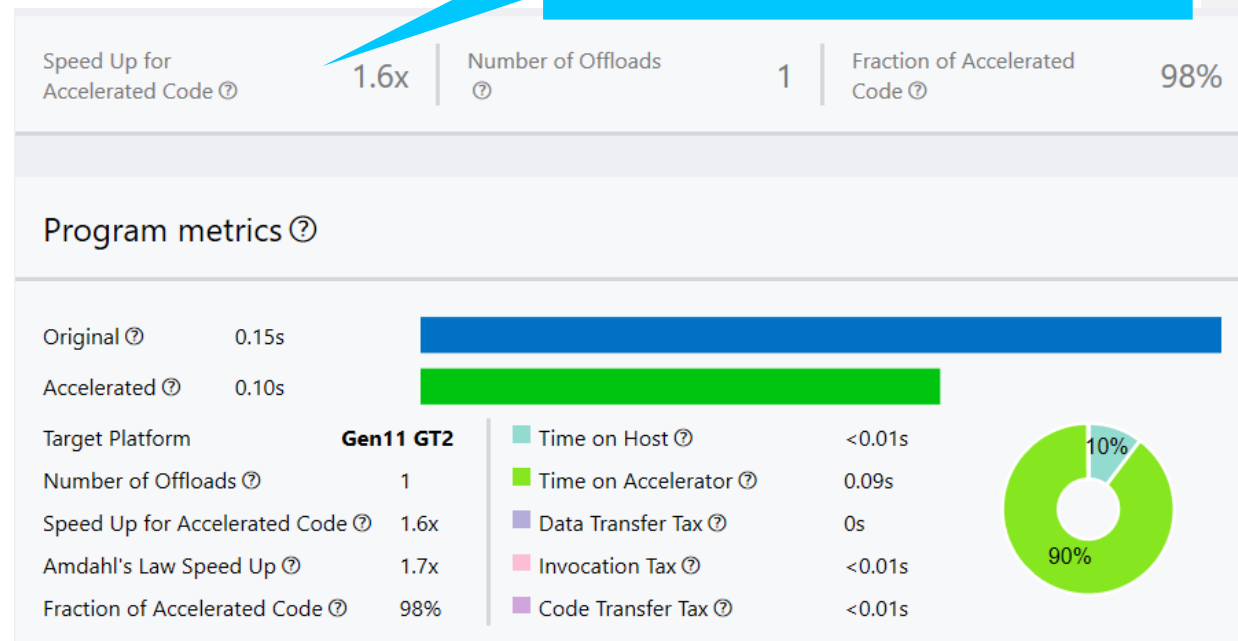 Speed Up for
Accelerated Code ? 1.6x
Number of Offloads
? 1
Fraction of Accelerated
Code ? 98%
Program metrics ?
Original ? 0.15s
Accelerated ? 0.10s
Target Platform Gen11 GT2
Number of Offloads ? 1
Speed Up for Accelerated Code ? 1.6x
Amdahl's Law Speed Up ? 1.7x
Fraction of Accelerated Code ? 98%
Time on Host ? <0.01s
Time on Accelerator ? 0.09s
Data Transfer Tax ? 0s
Invocation Tax ? <0.01s
Code Transfer Tax ? <0.01s
10%
90%